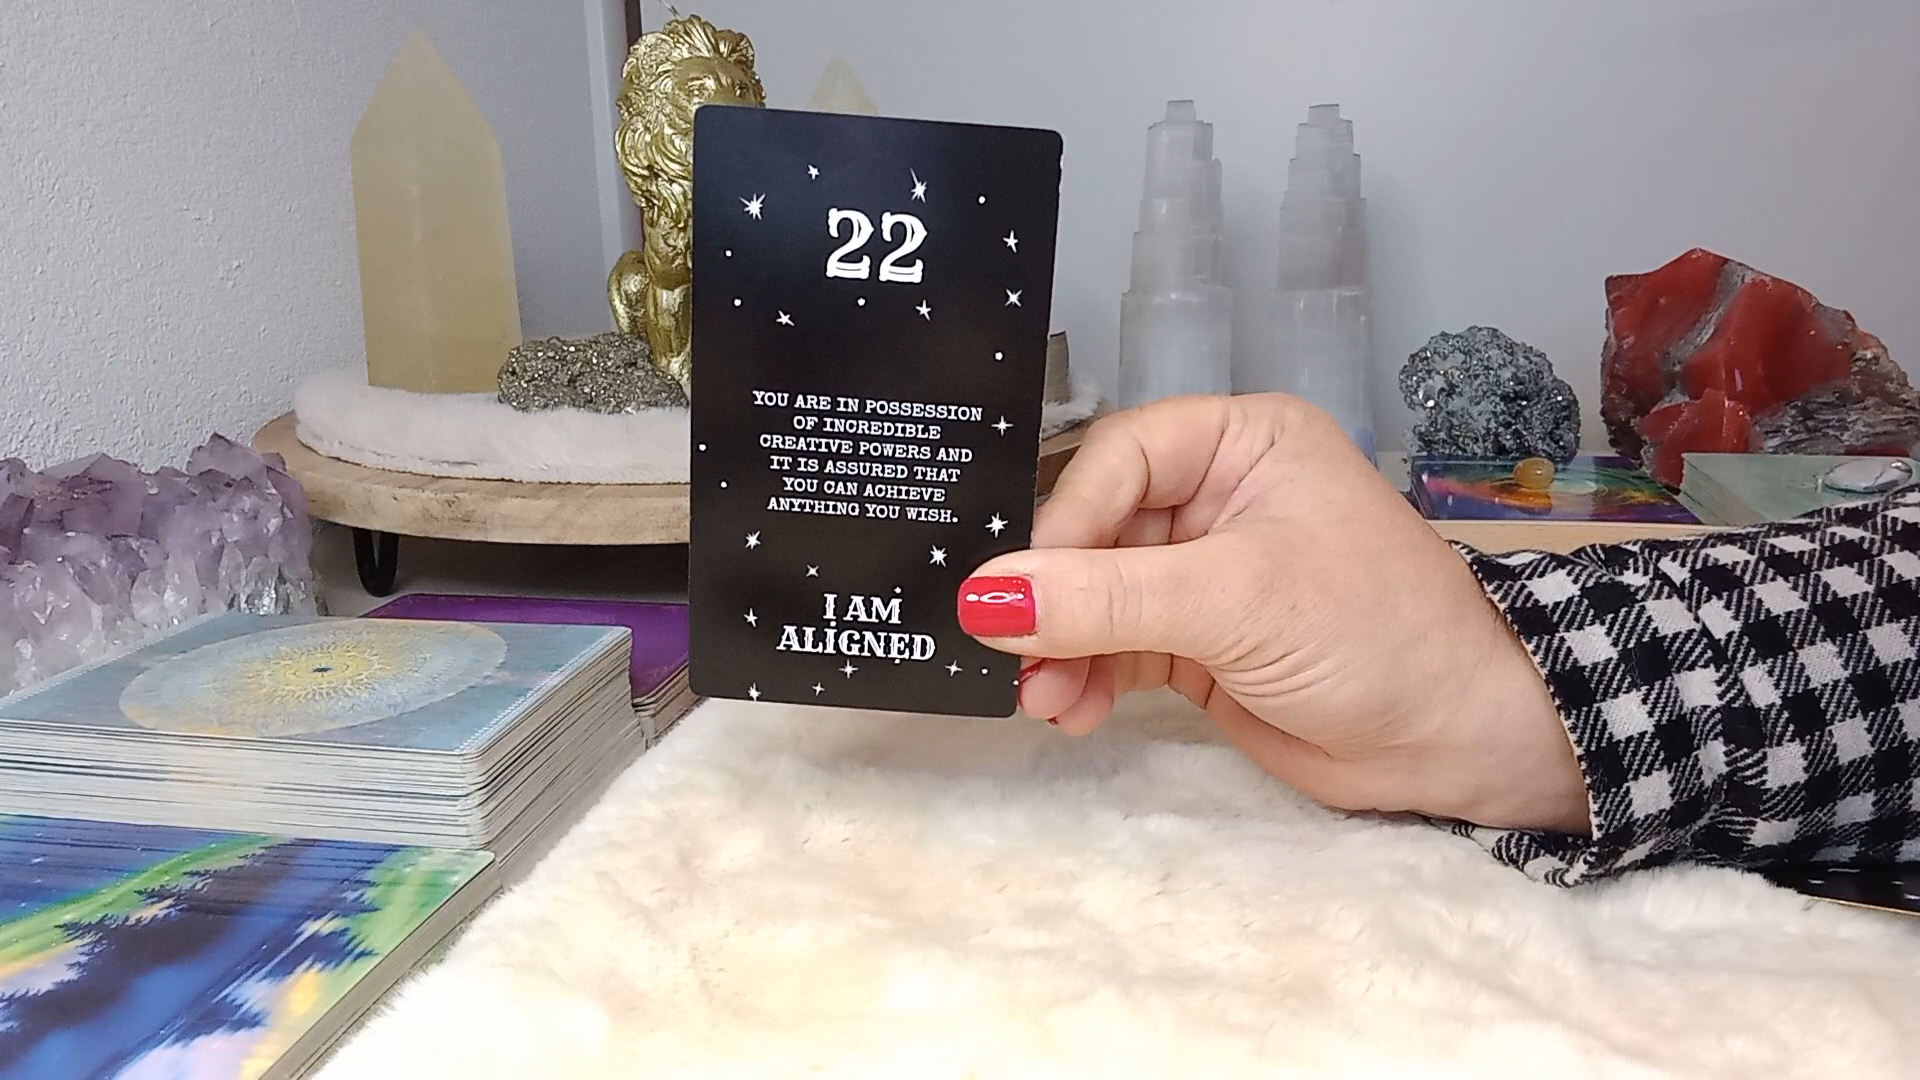 22
YOU ARE IN POSSESSION
OF INCREDIBLE
CREATIVE POWERS AND
IT IS ASSURED THAT
YOU CAN ACHIEVE
ANYTHING YOU WISH.
I AM
ALIGNED